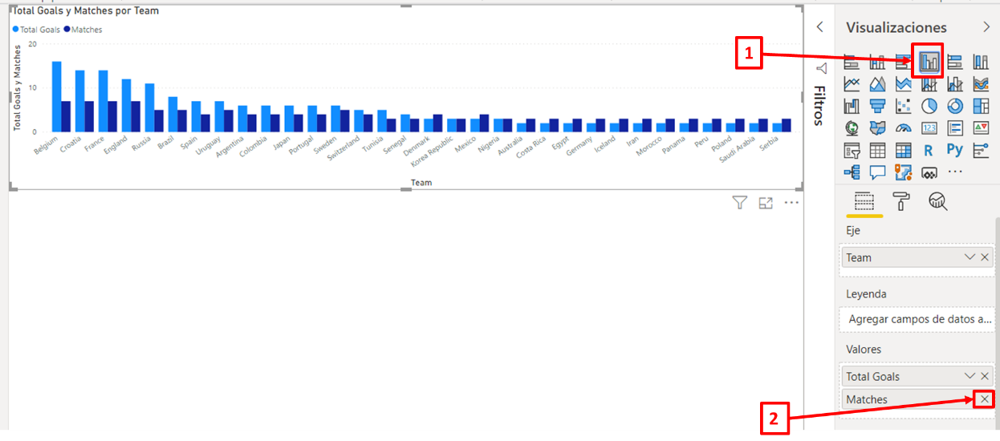 Total Goals y Matches por Team
Total Goals Matches
Total Goals y Matches
20
10
0
Belgium
Croatia
France
England
Russia
Brazil
Spain
Uruguay
Argentina
Colombia
Japan
Portugal
Sweden
Switzerland
Tunisia
Senegal
Denmark
Korea Republic
Mexico
Nigeria
Australia
Costa Rica
Egypt
Germany
Iceland
Iran
Morocco
Panama
Peru
Poland
Saudi Arabia
Serbia
Team
Filtros
Visualizaciones
1
123
R
Py
Eje
Team
Leyenda
Agregar campos de datos a...
Valores
Total Goals
Matches
2